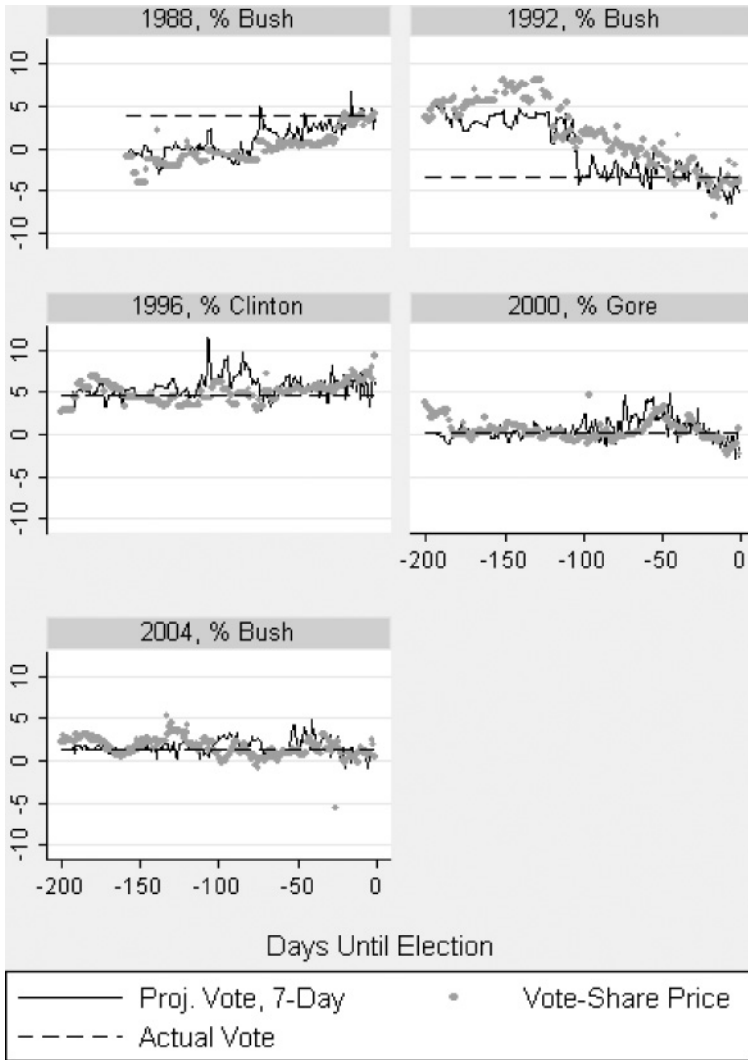 1988, % Bush
1992, % Bush
10
5
0
-5
-10
1996, % Clinton
2000, % Gore
10
5
0
-5
-10
-200 -150 -100 -50 0
2004, % Bush
10
5
0
-5
-10
-200 -150 -100 -50 0
Days Until Election
Proj. Vote, 7-Day
Vote-Share Price
Actual Vote